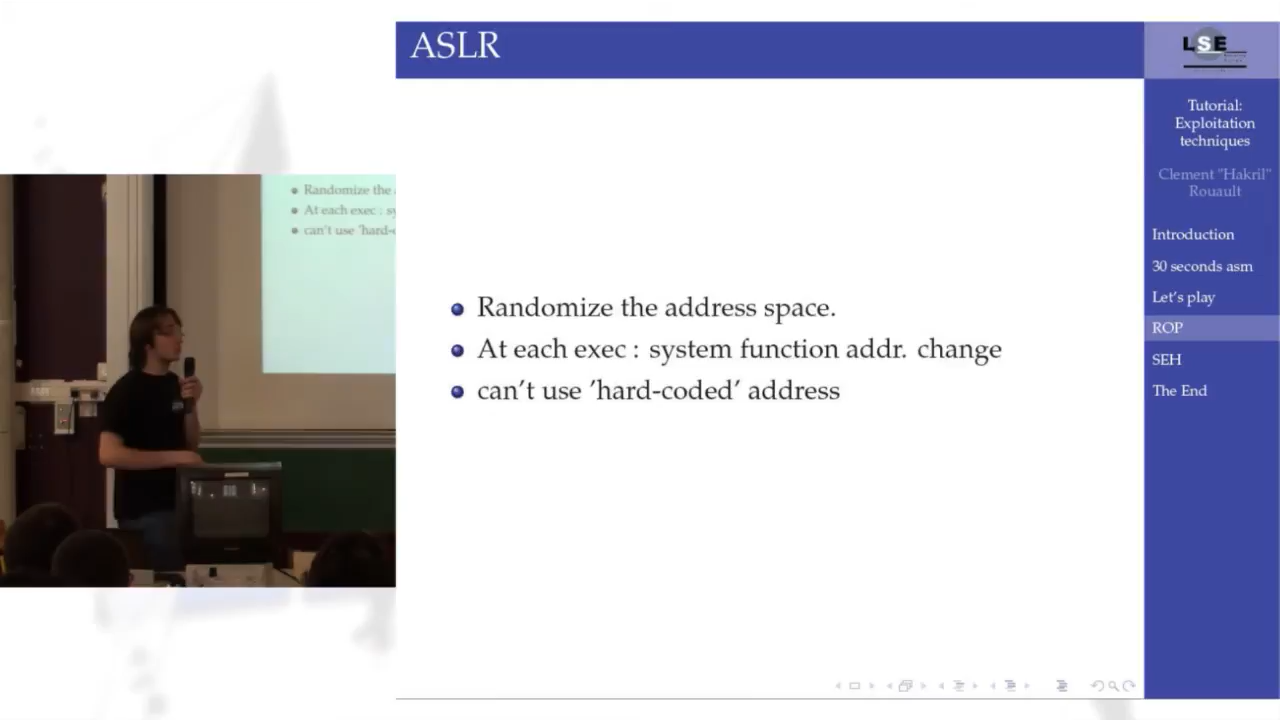 ASLR
Randomize the address space.
At each exec : system function addr. change
can't use 'hard-coded' address
LSE
Tutorial:
Exploitation
techniques
Clement "Hakril"
Rouault
Introduction
30 seconds asm
Let's play
ROP
SEH
The End
Randomize the
At each exec : sy
can't use 'hard-c